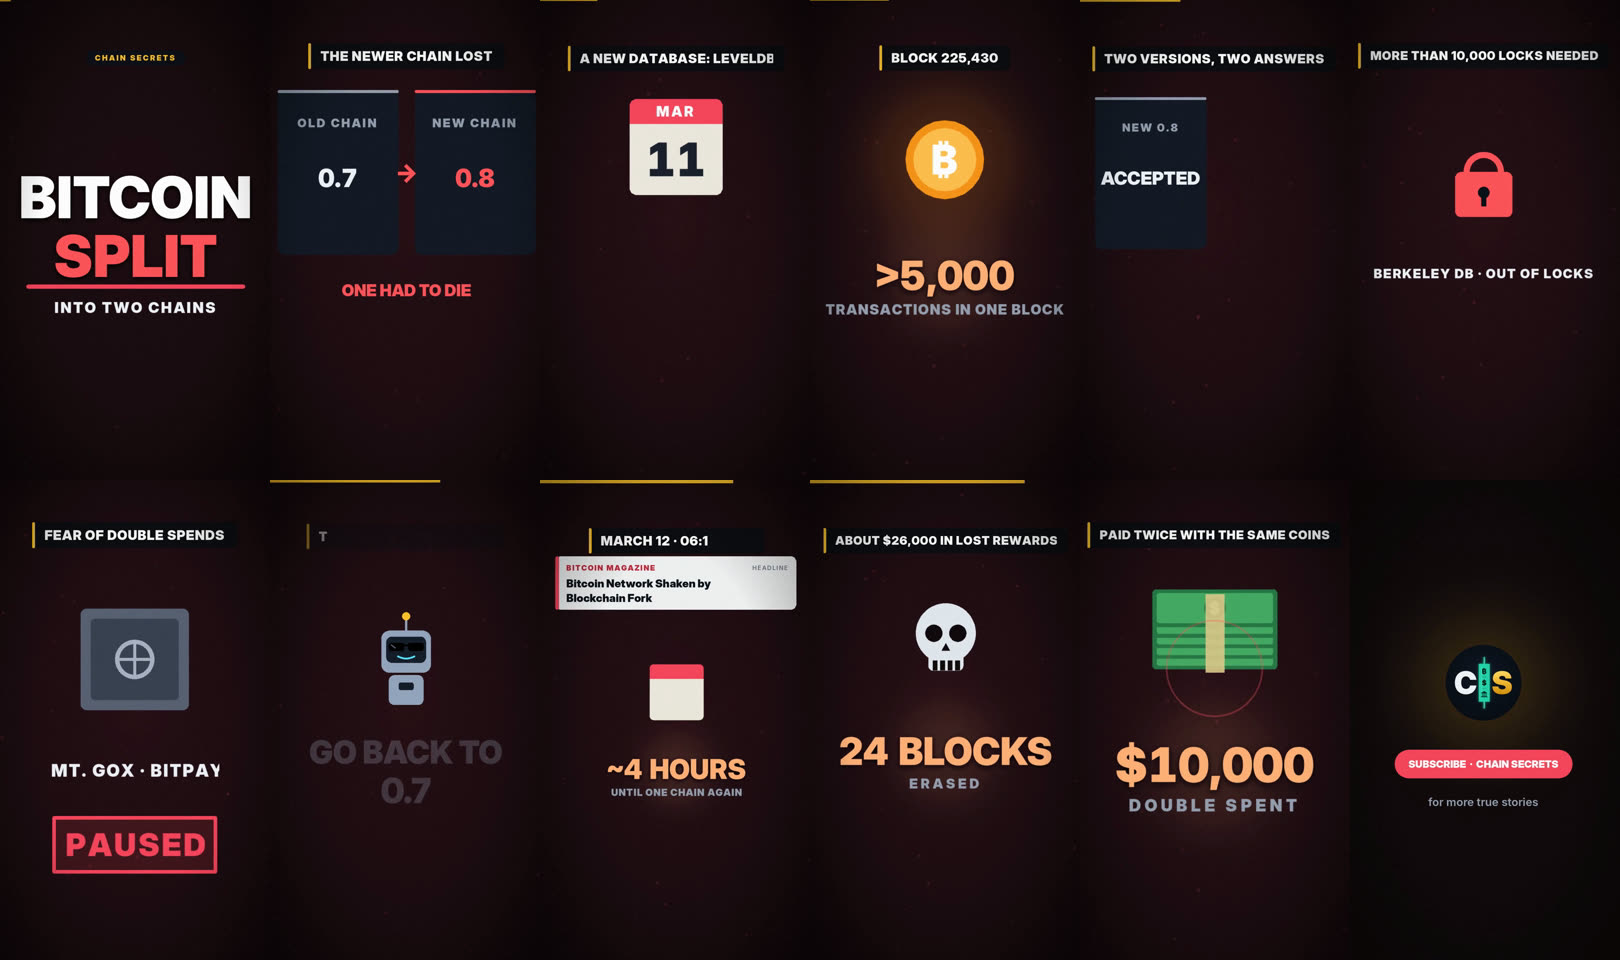 CHAIN SECRETS
BITCOIN
SPLIT
INTO TWO CHAINS
THE NEWER CHAIN LOST
OLD CHAIN
0.7
NEW CHAIN
0.8
ONE HAD TO DIE
A NEW DATABASE: LEVELDB
MAR
11
BLOCK 225,430
>5,000
TRANSACTIONS IN ONE BLOCK
TWO VERSIONS, TWO ANSWERS
NEW 0.8
ACCEPTED
MORE THAN 10,000 LOCKS NEEDED
BERKELEY DB · OUT OF LOCKS
FEAR OF DOUBLE SPENDS
MT. GOX · BITPAY
PAUSED
T
GO BACK TO
0.7
MARCH 12 · 06:1
BITCOIN MAGAZINE
HEADLINE
Bitcoin Network Shaken by
Blockchain Fork
~4 HOURS
UNTIL ONE CHAIN AGAIN
ABOUT $26,000 IN LOST REWARDS
24 BLOCKS
ERASED
PAID TWICE WITH THE SAME COINS
$
$10,000
DOUBLE SPENT
CS
SUBSCRIBE · CHAIN SECRETS
for more true stories